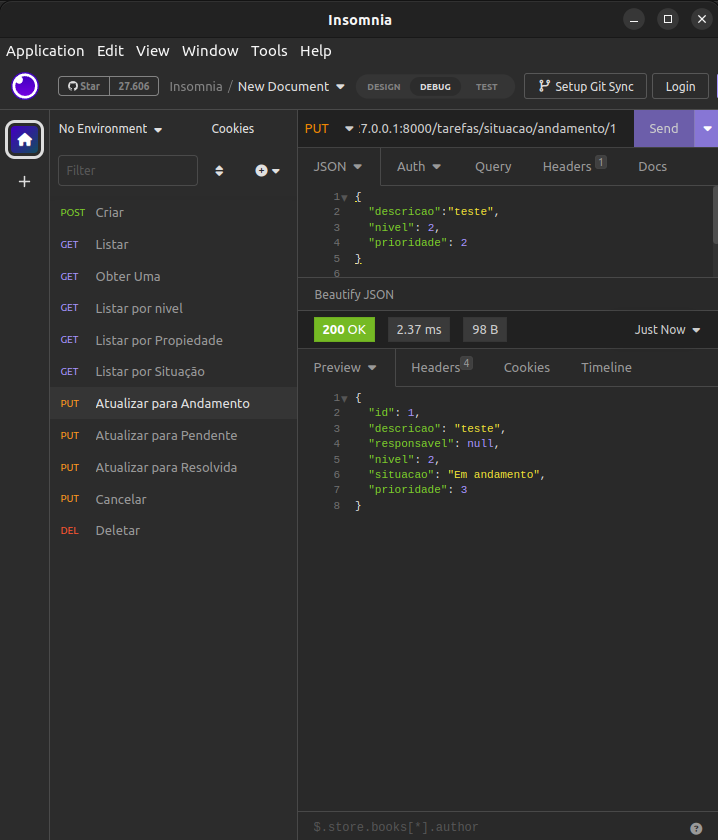 Insomnia
Application Edit View Window Tools Help
Star 27.606 Insomnia / New Document DESIGN DEBUG TEST Setup Git Sync Login
No Environment Cookies
Filter
POST Criar
GET Listar
GET Obter Uma
GET Listar por nivel
GET Listar por Propiedade
GET Listar por Situação
PUT Atualizar para Andamento
PUT Atualizar para Pendente
PUT Atualizar para Resolvida
PUT Cancelar
DEL Deletar
PUT :7.0.0.1:8000/tarefas/situacao/andamento/1 Send
JSON Auth Query Headers 1 Docs
1 {
2 "descricao":"teste",
3 "nivel": 2,
4 "prioridade": 2
5 }
6
Beautify JSON
200 OK 2.37 ms 98 B Just Now
Preview Headers 4 Cookies Timeline
1 {
2 "id": 1,
3 "descricao": "teste",
4 "responsavel": null,
5 "nivel": 2,
6 "situacao": "Em andamento",
7 "prioridade": 3
8 }
$.store.books[*].author ?